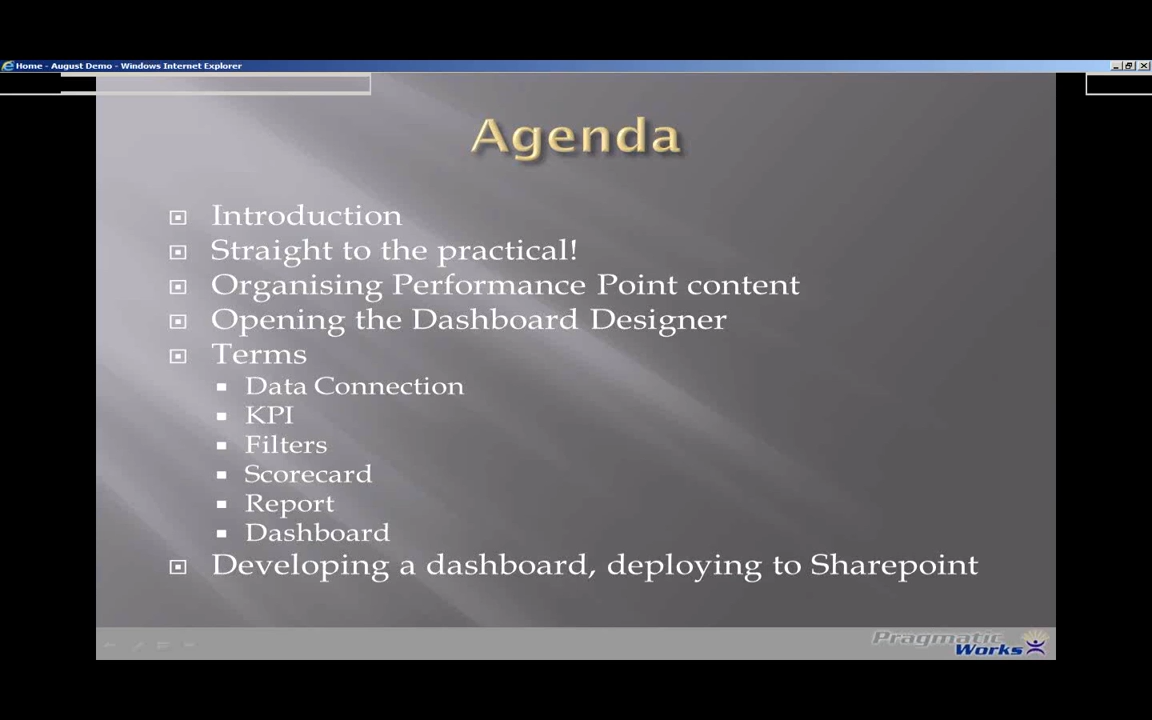 Home - August Demo - Windows Internet Explorer
Agenda
Introduction
Straight to the practical!
Organising Performance Point content
Opening the Dashboard Designer
Terms
Data Connection
KPI
Filters
Scorecard
Report
Dashboard
Developing a dashboard, deploying to Sharepoint
Pragmatic
Works